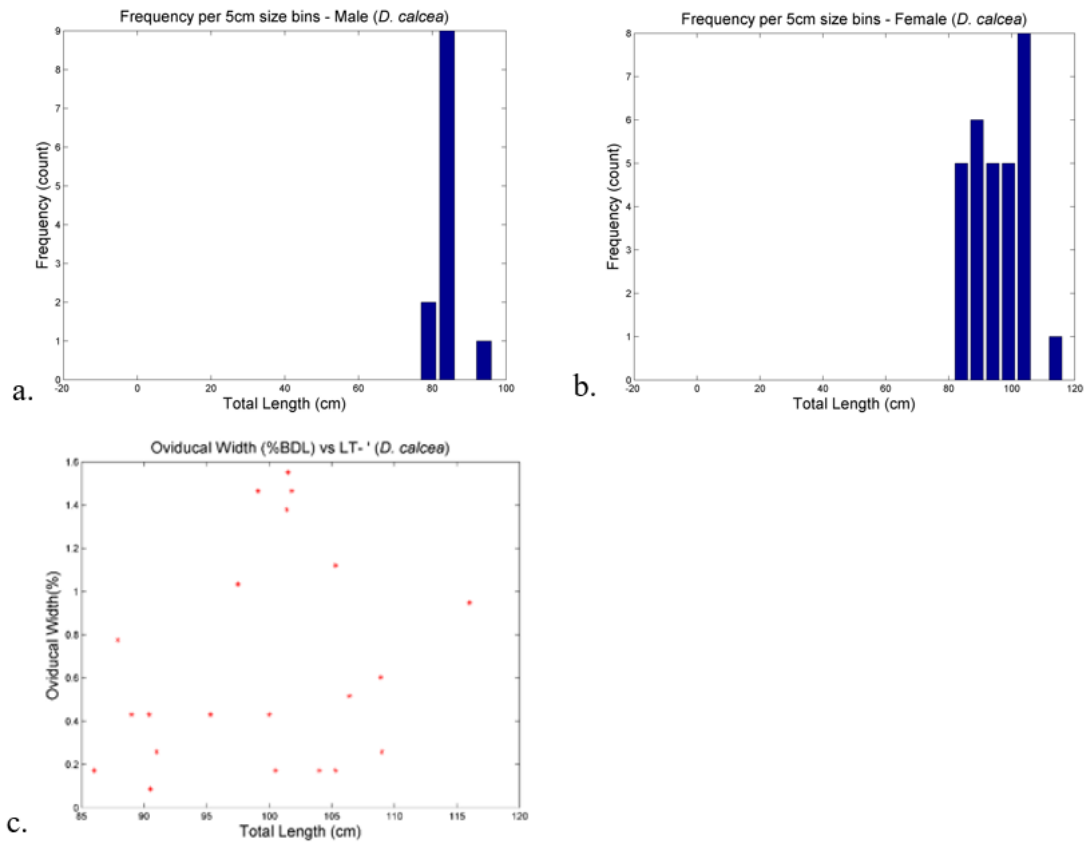 Frequency per 5cm size bins - Male (D. calcea)
9
8
7
6
5
4
3
2
1
0
Frequency (count)
-20 0 20 40 60 80 100
Total Length (cm)
a.
Frequency per 5cm size bins - Female (D. calcea)
8
7
6
5
4
3
2
1
0
Frequency (count)
-20 0 20 40 60 80 100 120
Total Length (cm)
b.
Oviducal Width (%BDL) vs LT- ' (D. calcea)
1.6
1.4
1.2
1
0.8
0.6
0.4
0.2
0
Oviducal Width(%)
85 90 95 100 105 110 115 120
Total Length (cm)
c.